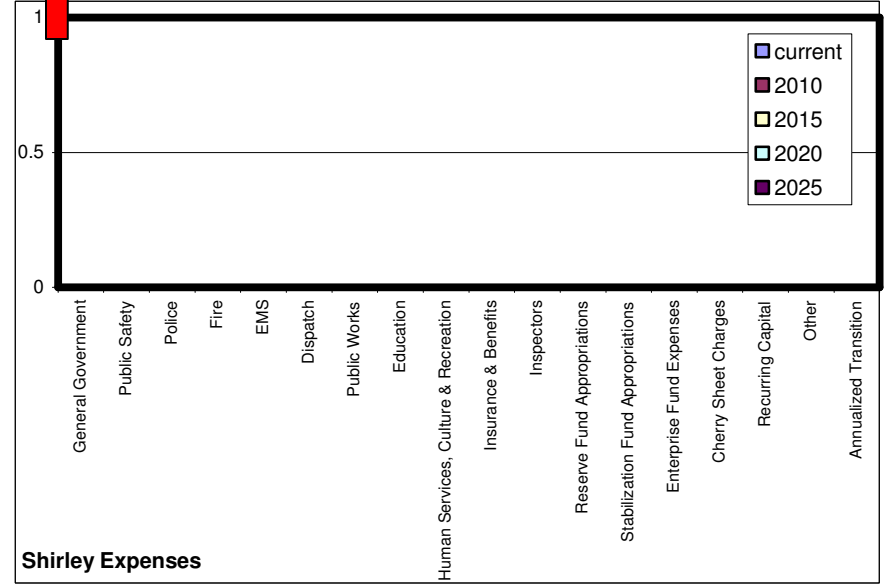 1
0.5
0
current
2010
2015
2020
2025
General Government
Public Safety
Police
Fire
EMS
Dispatch
Public Works
Education
Human Services, Culture & Recreation
Insurance & Benefits
Inspectors
Reserve Fund Appropriations
Stabilization Fund Appropriations
Enterprise Fund Expenses
Cherry Sheet Charges
Recurring Capital
Other
Annualized Transition
Shirley Expenses